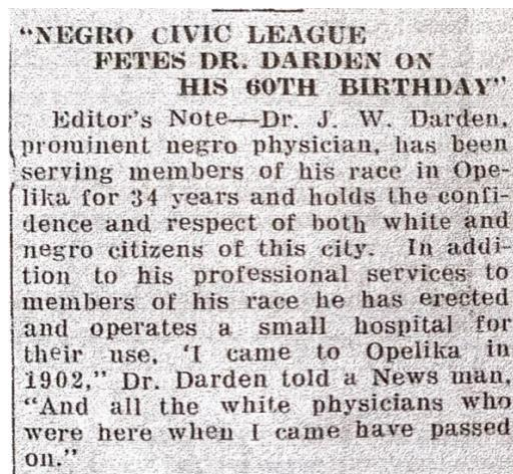 "NEGRO CIVIC LEAGUE
FETES DR. DARDEN ON
HIS 60TH BIRTHDAY"
Editor's Note—Dr. J. W. Darden,
prominent negro physician, has been
serving members of his race in Ope-
lika for 34 years and holds the confi-
dence and respect of both white and
negro citizens of this city. In addi-
tion to his professional services to
members of his race he has erected
and operates a small hospital for
their use. 'I came to Opelika in
1902," Dr. Darden told a News man.
"And all the white physicians who
were here when I came have passed
on."